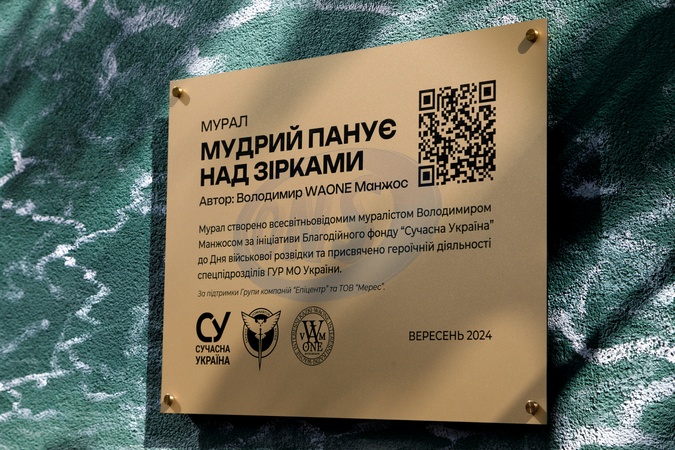 МУРАЛ
МУДРИЙ ПАНУЄ
НАД ЗІРКАМИ
Автор: Володимир WAONE Манжос
Мурал створено всесвітньовідомим муралістом Володимиром
Манжосом за ініціативи Благодійного фонду “Сучасна Україна”
до Дня військової розвідки та присвячено героїчній діяльності
спецпідрозділів ГУР МО України.
За підтримки Групи компаній “Епіцентр” та ТОВ “Мерес”.
СУ
СУЧАСНА
УКРАЇНА
WA
V M
ONE
ВЕРЕСЕНЬ 2024